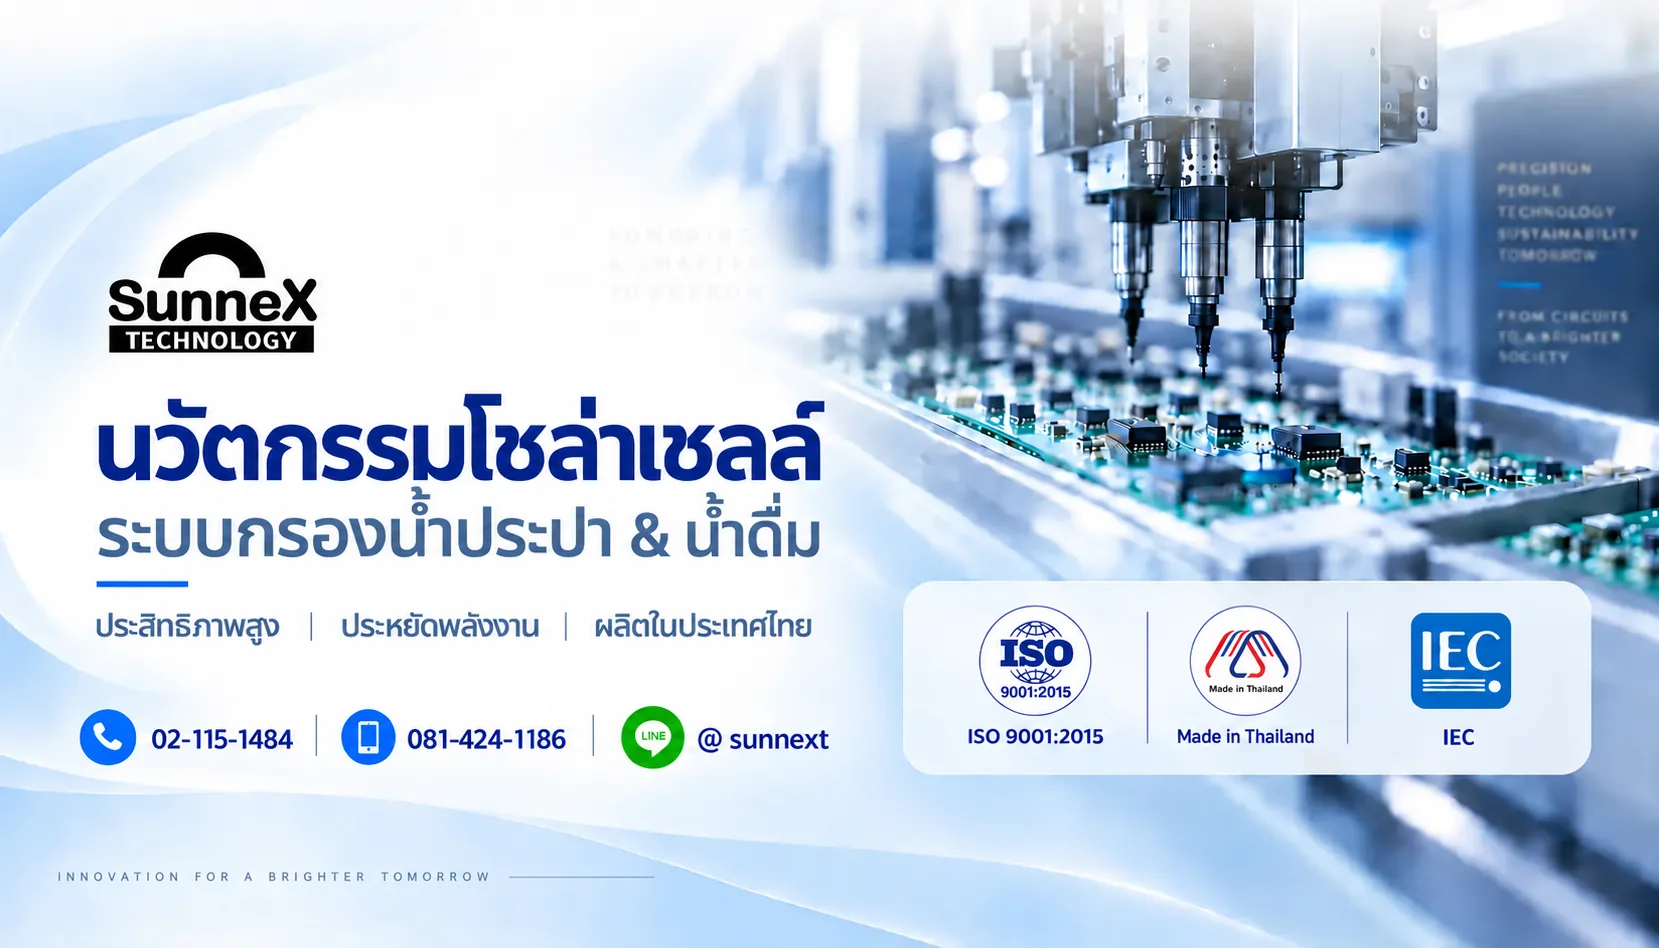 SunneX
TECHNOLOGY
นวัตกรรมโซล่าเซลล์
ระบบกรองน้ำประปา & น้ำดื่ม
ประสิทธิภาพสูง | ประหยัดพลังงาน | ผลิตในประเทศไทย
02-115-1484 | 081-424-1186 | LINE @ sunnext
INNOVATION FOR A BRIGHTER TOMORROW
PRECISION
PEOPLE
TECHNOLOGY
SUSTAINABILITY
TOMORROW
FROM CIRCUITS
TO A BRIGHTER
SOCIETY
ISO
9001:2015
ISO 9001:2015
Made in Thailand
Made in Thailand
IEC
IEC